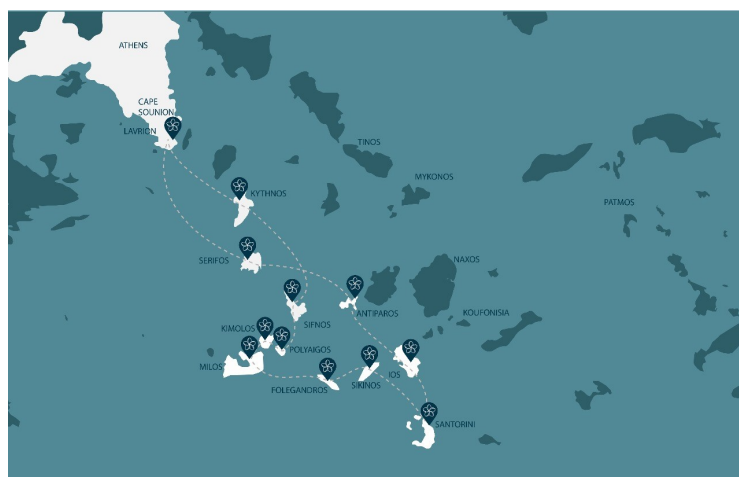 ATHENS
CAPE
SOUNION
LAVRION
TINOS
MYKONOS
KYTHNOS
PATMOS
SERIFOS
NAXOS
ANTIPAROS
KOUFONISIA
SIFNOS
KIMOLOS
POLYAIGOS
MILOS
FOLEGANDROS
SIKINOS
IOS
SANTORINI